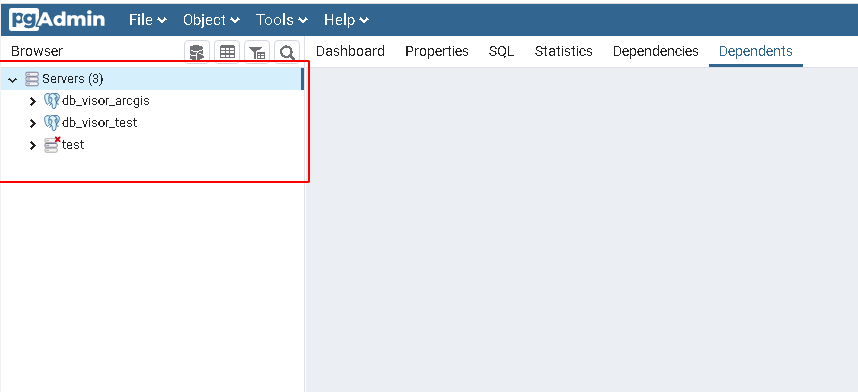 pgAdmin File Object Tools Help
Browser Dashboard Properties SQL Statistics Dependencies Dependents
Servers (3)
db_visor_arcgis
db_visor_test
test